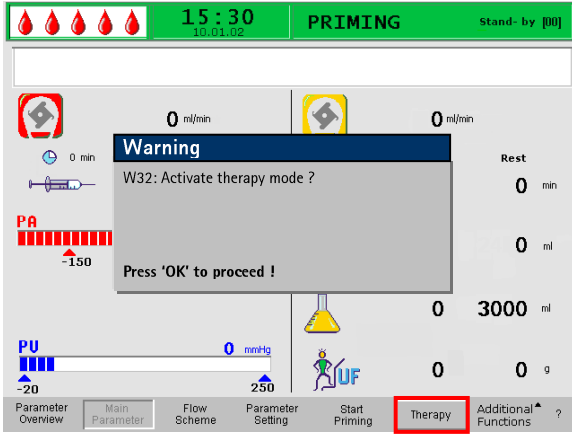 15:30
10.01.02
PRIMING
Stand- by [00]
0 ml/min
0 ml/min
0 min
Rest
0 min
PA
-150
0 ml
Warning
W32: Activate therapy mode ?
Press ‘OK’ to proceed !
0 3000 ml
PV 0 mmHg
-20 250
UF 0 0 g
Parameter Overview
Main Parameter
Flow Scheme
Parameter Setting
Start Priming
Therapy
Additional Functions
?